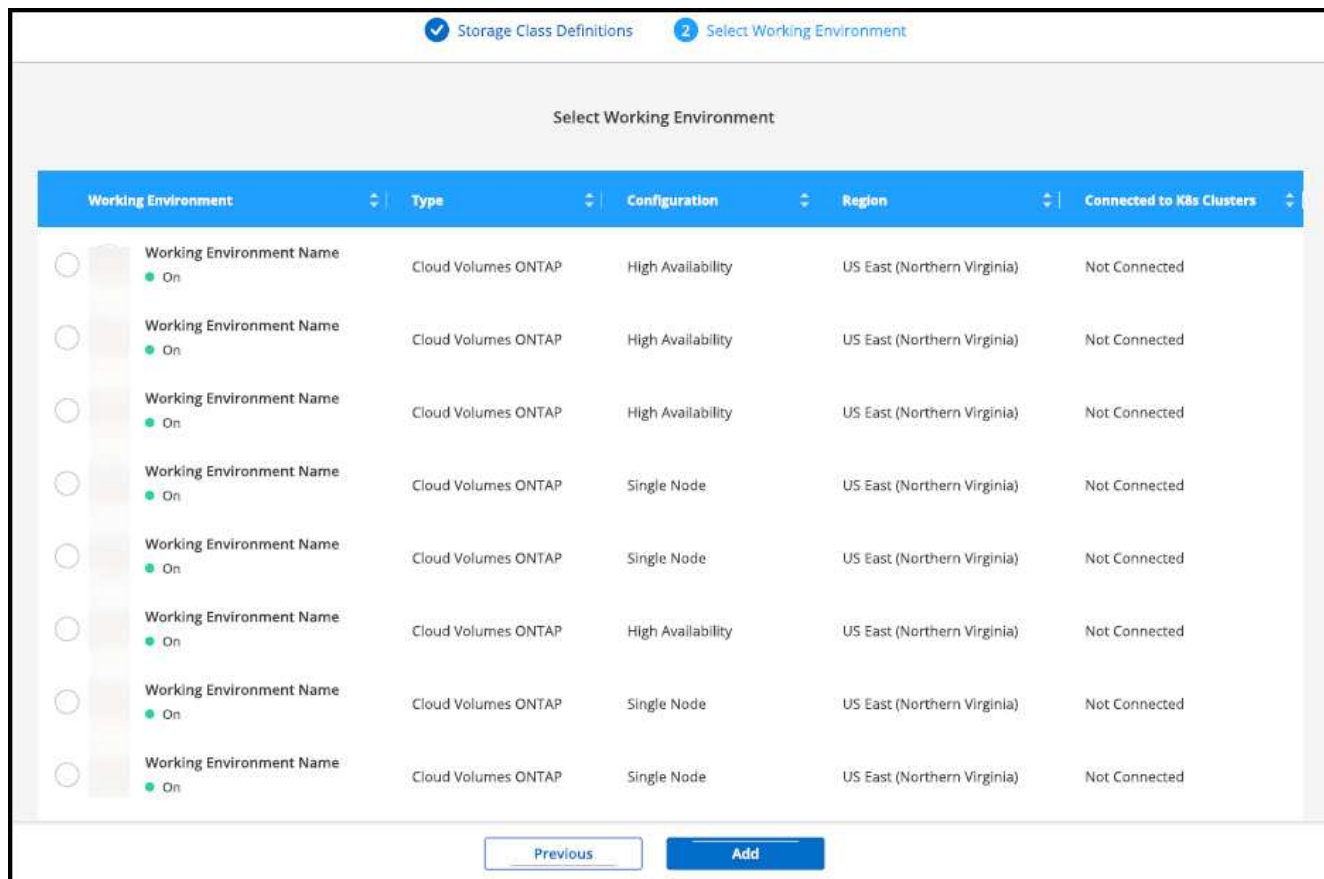 Storage Class Definitions 2 Select Working Environment
Select Working Environment
Working Environment Type Configuration Region Connected to K8s Clusters
Working Environment Name
On
Cloud Volumes ONTAP High Availability US East (Northern Virginia) Not Connected
Working Environment Name
On
Cloud Volumes ONTAP High Availability US East (Northern Virginia) Not Connected
Working Environment Name
On
Cloud Volumes ONTAP High Availability US East (Northern Virginia) Not Connected
Working Environment Name
On
Cloud Volumes ONTAP Single Node US East (Northern Virginia) Not Connected
Working Environment Name
On
Cloud Volumes ONTAP Single Node US East (Northern Virginia) Not Connected
Working Environment Name
On
Cloud Volumes ONTAP High Availability US East (Northern Virginia) Not Connected
Working Environment Name
On
Cloud Volumes ONTAP Single Node US East (Northern Virginia) Not Connected
Working Environment Name
On
Cloud Volumes ONTAP Single Node US East (Northern Virginia) Not Connected
Previous Add